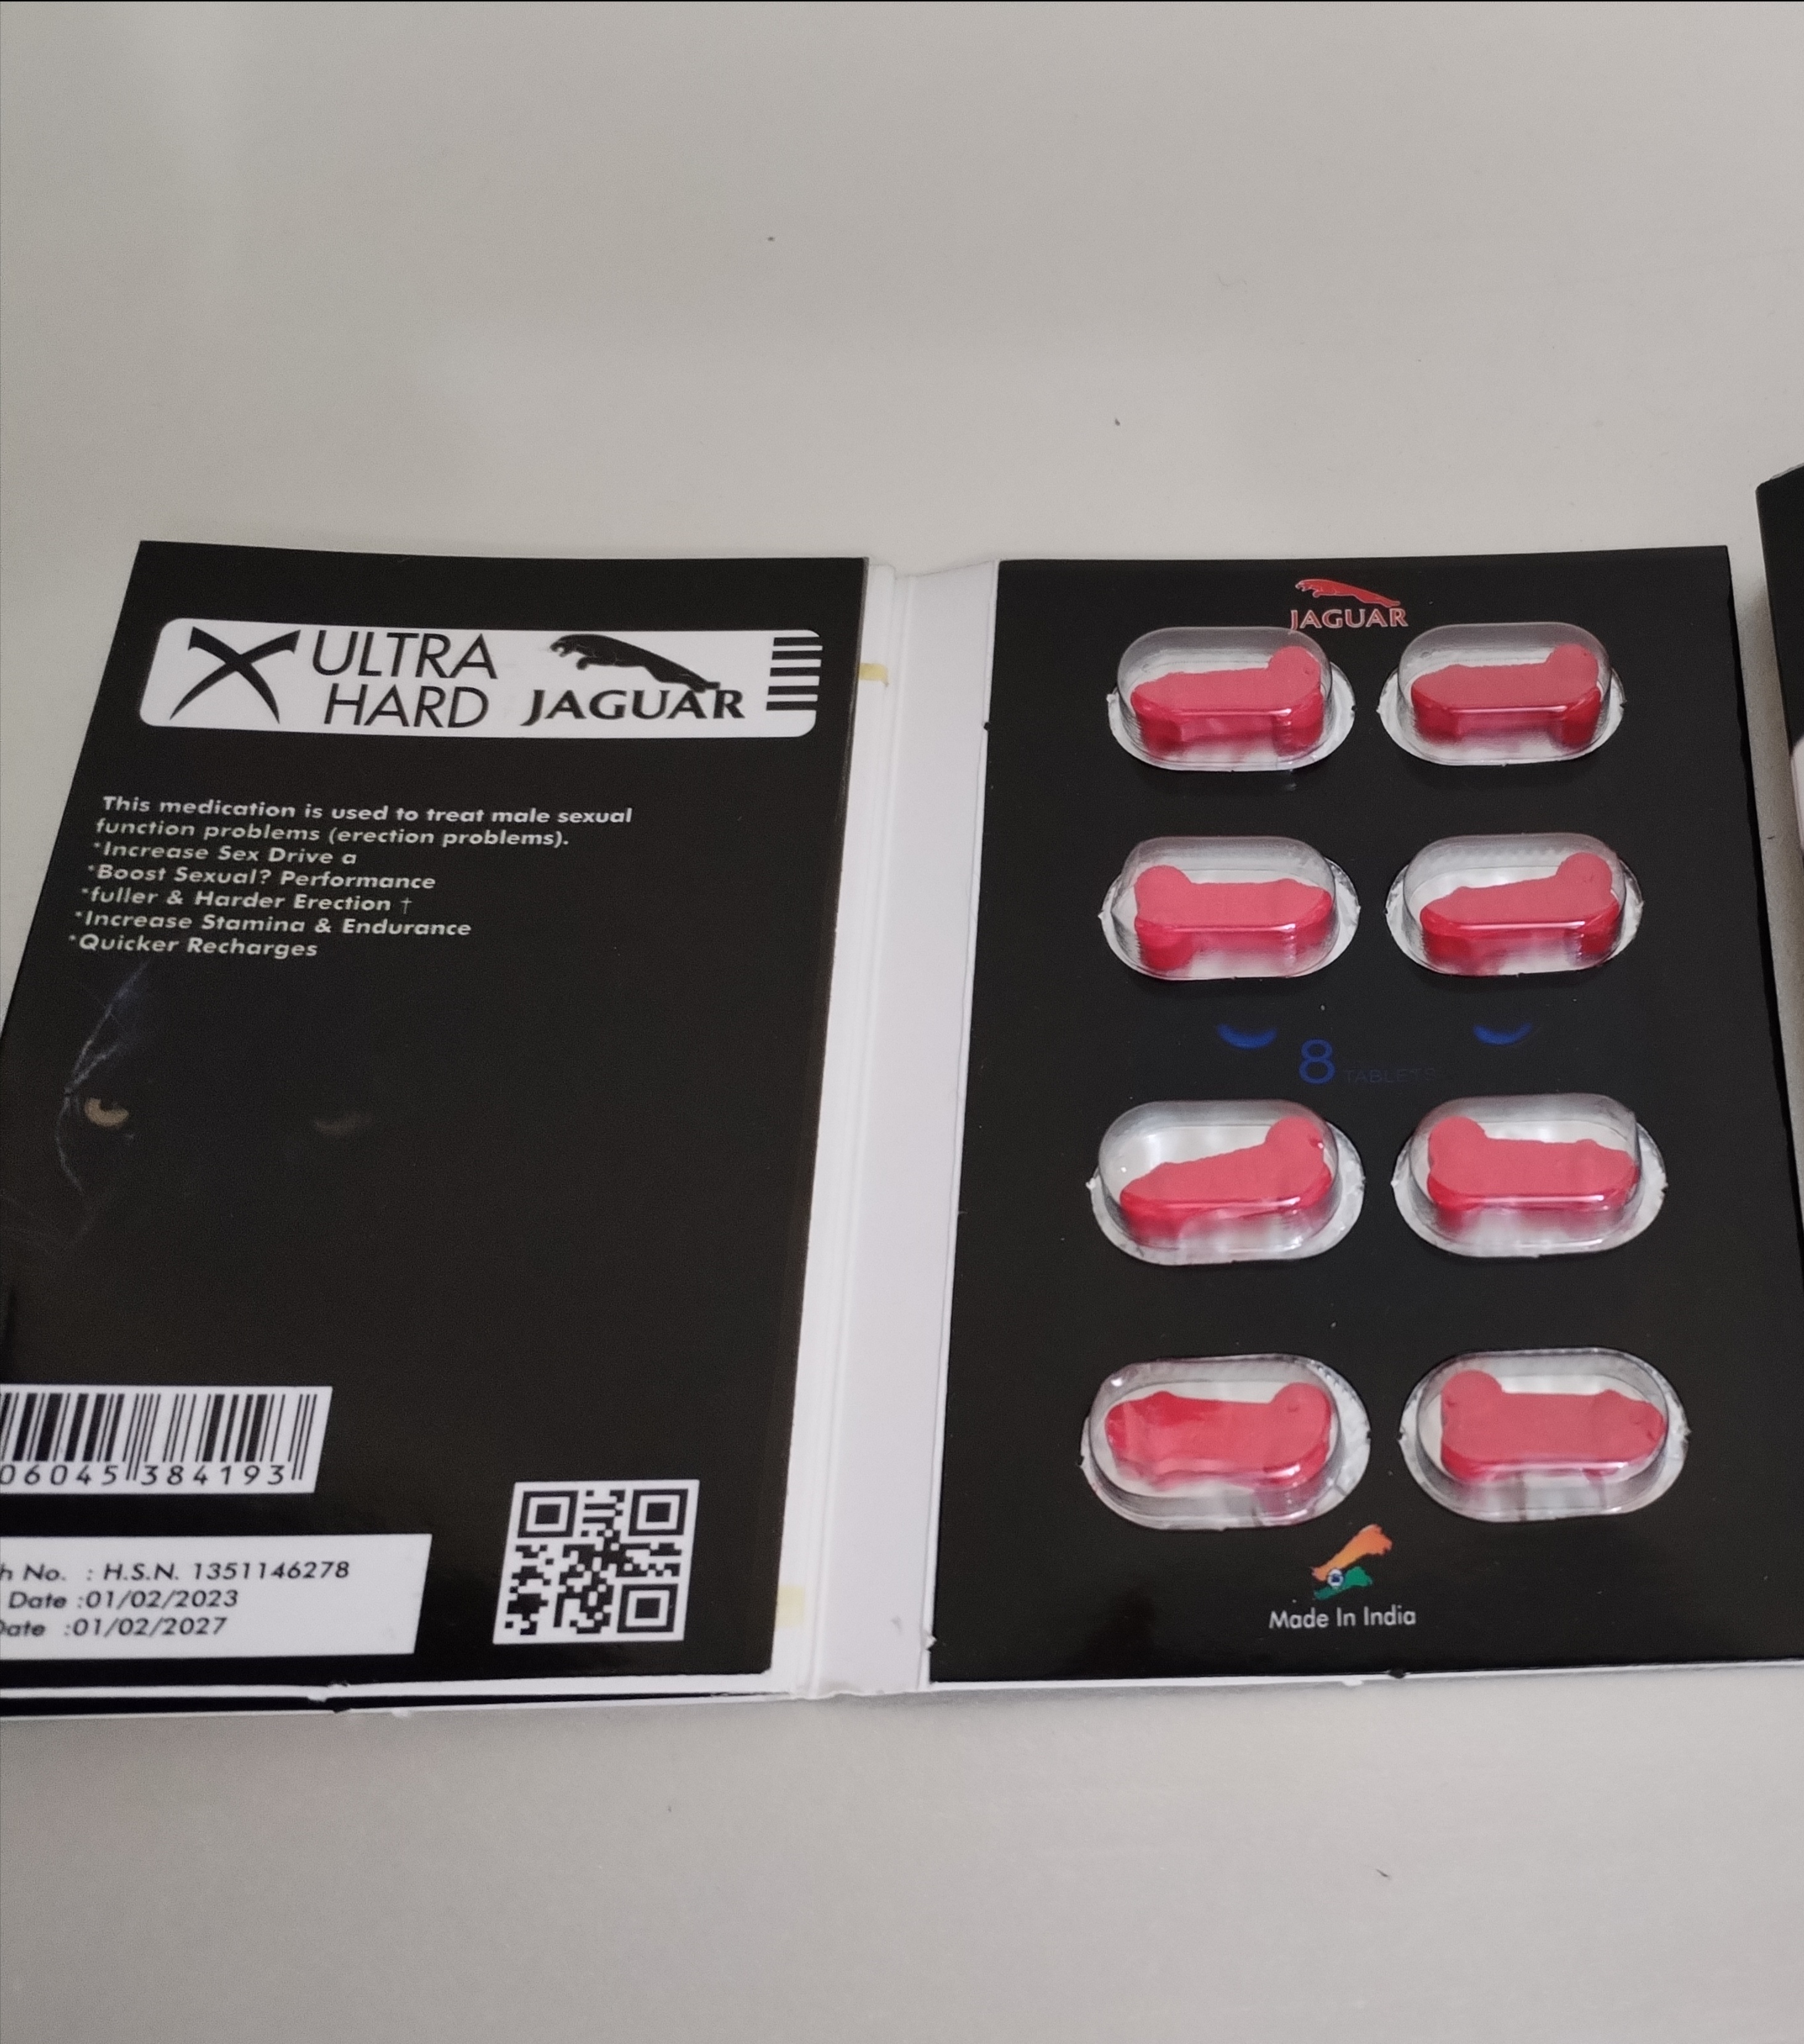 ULTRA
HARD
JAGUAR
This medication is used to treat male sexual
function problems (erection problems).
*Increase Sex Drive a
*Boost Sexual? Performance
*fuller & Harder Erection †
*Increase Stamina & Endurance
*Quicker Recharges
06045 384193
h No. : H.S.N. 1351146278
Date :01/02/2023
Date :01/02/2027
JAGUAR
8 TABLETS
Made In India